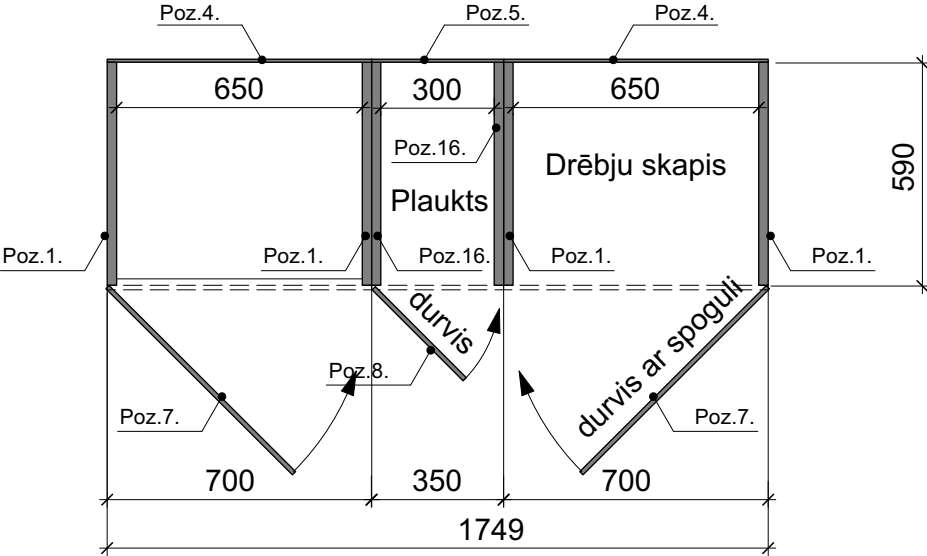 Poz.4. Poz.5. Poz.4.
650 300 650
Poz.16. Drēbju skapis
590
Plaukts
Poz.1. Poz.1. Poz.16. Poz.1. Poz.1.
durvis
durvis ar spoguli
Poz.8.
Poz.7. Poz.7.
700 350 700
1749